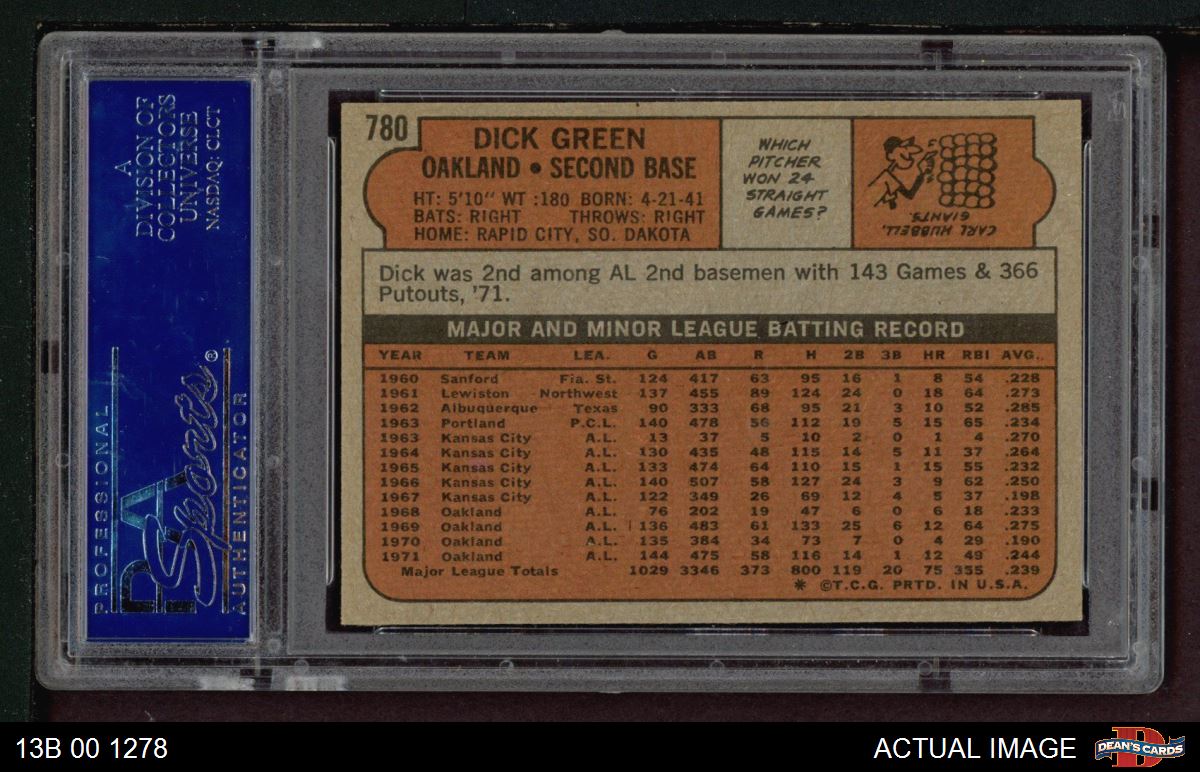 A
DIVISION OF
COLLECTORS
UNIVERSE
NASDAQ: CLCT
PROFESSIONAL
PSA
Sports®
AUTHENTICATOR
780
DICK GREEN
OAKLAND • SECOND BASE
HT: 5'10" WT :180 BORN: 4-21-41
BATS: RIGHT THROWS: RIGHT
HOME: RAPID CITY, SO. DAKOTA
WHICH
PITCHER
WON 24
STRAIGHT
GAMES?
CARL HUBBELL,
GIANTS.
Dick was 2nd among AL 2nd basemen with 143 Games & 366
Putouts, '71.
MAJOR AND MINOR LEAGUE BATTING RECORD
YEAR TEAM LEA. G AB R H 2B 3B HR RBI AVG.
1960 Sanford Fla. St. 124 417 63 95 16 1 8 54 .228
1961 Lewiston Northwest 137 455 89 124 24 0 18 64 .273
1962 Albuquerque Texas 90 333 68 95 21 3 10 52 .285
1963 Portland P.C.L. 140 478 56 112 19 5 15 65 .234
1963 Kansas City A.L. 13 37 5 10 2 0 1 4 .270
1964 Kansas City A.L. 130 435 48 115 14 5 11 37 .264
1965 Kansas City A.L. 133 474 64 110 15 1 15 55 .232
1966 Kansas City A.L. 140 507 58 127 24 3 9 62 .250
1967 Kansas City A.L. 122 349 26 69 12 4 5 37 .198
1968 Oakland A.L. 76 202 19 47 6 0 6 18 .233
1969 Oakland A.L. 136 483 61 133 25 6 12 64 .275
1970 Oakland A.L. 135 384 34 73 7 0 4 29 .190
1971 Oakland A.L. 144 475 58 116 14 1 12 49 .244
Major League Totals 1029 3346 373 800 119 20 75 355 .239
* ©T.C.G. PRTD. IN U.S.A.
13B 00 1278
ACTUAL IMAGE
D
DEAN'S CARDS